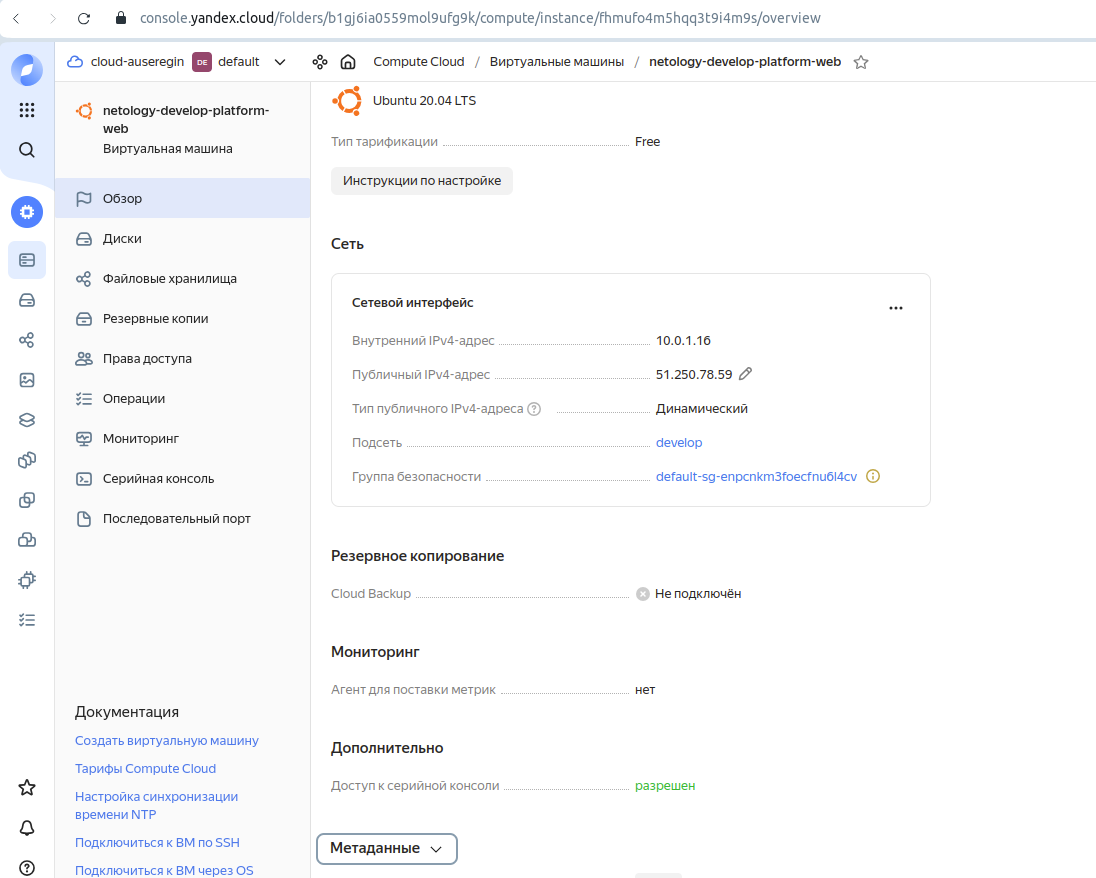 console.yandex.cloud/folders/b1gj6ia0559mol9ufg9k/compute/instance/fhmufo4m5hqq3t9i4m9s/overview
cloud-auseregin DE default Compute Cloud / Виртуальные машины / netology-develop-platform-web
netology-develop-platform-
web
Виртуальная машина
Обзор
Диски
Файловые хранилища
Резервные копии
Права доступа
Операции
Мониторинг
Серийная консоль
Последовательный порт
Документация
Создать виртуальную машину
Тарифы Compute Cloud
Настройка синхронизации
времени NTP
Подключиться к ВМ по SSH
Подключиться к ВМ через OS
Ubuntu 20.04 LTS
Тип тарификации Free
Инструкции по настройке
Сеть
Сетевой интерфейс
Внутренний IPv4-адрес 10.0.1.16
Публичный IPv4-адрес 51.250.78.59
Тип публичного IPv4-адреса Динамический
Подсеть develop
Группа безопасности default-sg-enpcnkm3foecfnu6l4cv
Резервное копирование
Cloud Backup Не подключён
Мониторинг
Агент для поставки метрик нет
Дополнительно
Доступ к серийной консоли разрешен
Метаданные